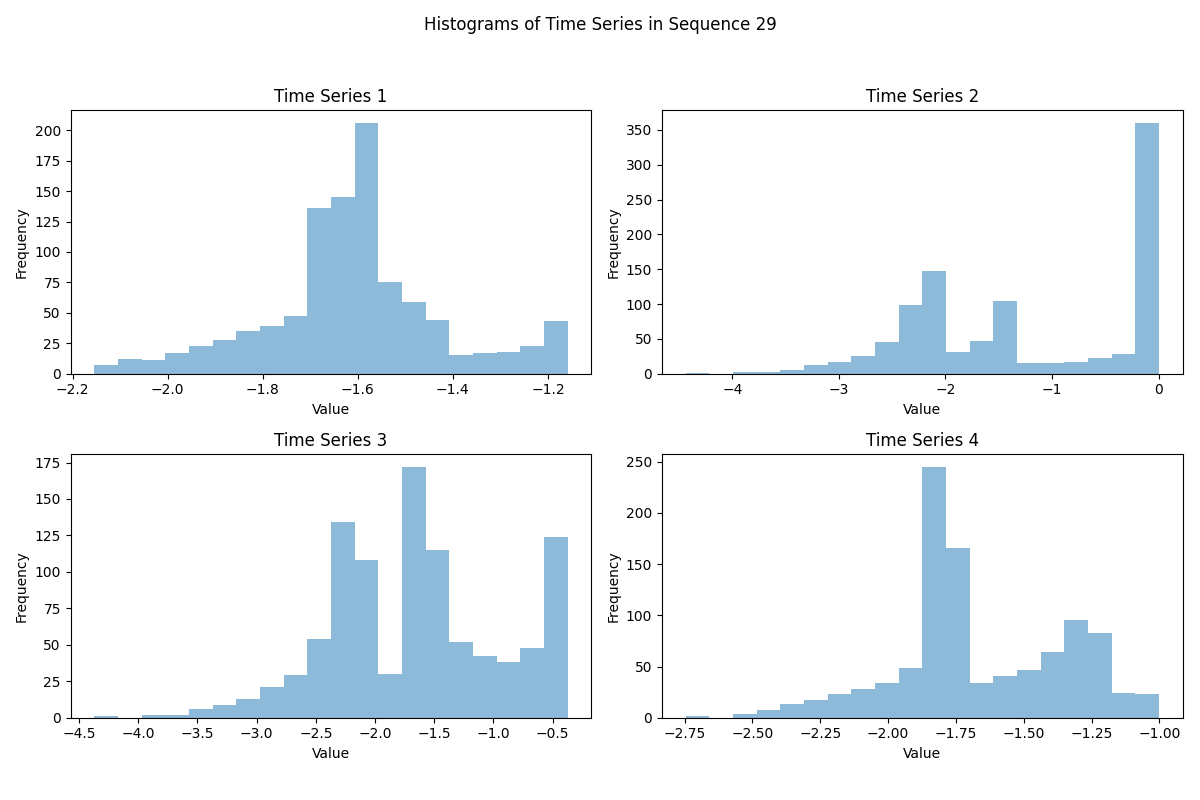 Histograms of Time Series in Sequence 29
Time Series 1
Frequency
200
175
150
125
100
75
50
25
0
−2.2 −2.0 −1.8 −1.6 −1.4 −1.2
Value
Time Series 2
Frequency
350
300
250
200
150
100
50
0
−4 −3 −2 −1 0
Value
Time Series 3
Frequency
175
150
125
100
75
50
25
0
−4.5 −4.0 −3.5 −3.0 −2.5 −2.0 −1.5 −1.0 −0.5
Value
Time Series 4
Frequency
250
200
150
100
50
0
−2.75 −2.50 −2.25 −2.00 −1.75 −1.50 −1.25 −1.00
Value